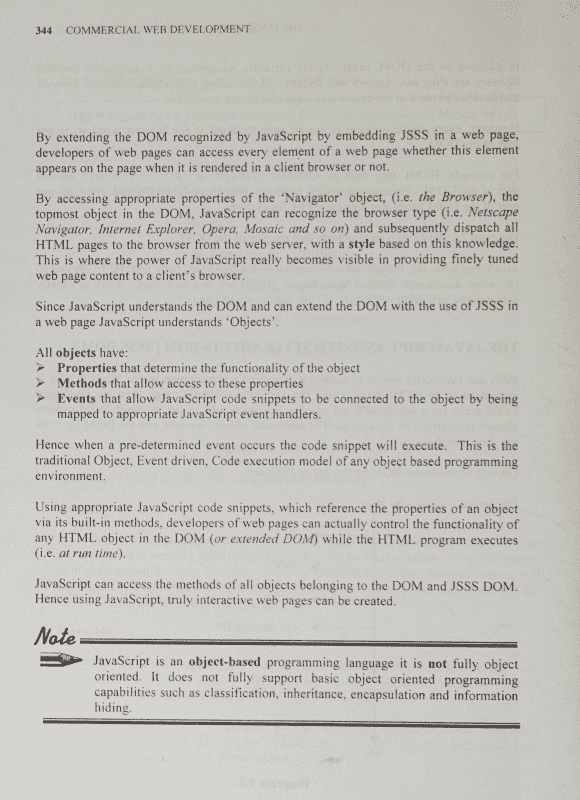 344 COMMERCIAL WEB DEVELOPMENT
By extending the DOM recognized by JavaScript by embedding JSSS in a web page,
developers of web pages can access every element of a web page whether this element
appears on the page when it is rendered in a client browser or not.
By accessing appropriate properties of the 'Navigator' object, (i.e. the Browser), the
topmost object in the DOM, JavaScript can recognize the browser type (i.e. Netscape
Navigator, Internet Explorer, Opera, Mosaic and so on) and subsequently dispatch all
HTML pages to the browser from the web server, with a style based on this knowledge.
This is where the power of JavaScript really becomes visible in providing finely tuned
web page content to a client's browser.
Since JavaScript understands the DOM and can extend the DOM with the use of JSSS in
a web page JavaScript understands 'Objects'.
All objects have:
➢ Properties that determine the functionality of the object
➢ Methods that allow access to these properties
➢ Events that allow JavaScript code snippets to be connected to the object by being
mapped to appropriate JavaScript event handlers.
Hence when a pre-determined event occurs the code snippet will execute. This is the
traditional Object, Event driven, Code execution model of any object based programming
environment.
Using appropriate JavaScript code snippets, which reference the properties of an object
via its built-in methods, developers of web pages can actually control the functionality of
any HTML object in the DOM (or extended DOM) while the HTML program executes
(i.e. at run time).
JavaScript can access the methods of all objects belonging to the DOM and JSSS DOM.
Hence using JavaScript, truly interactive web pages can be created.
Note
JavaScript is an object-based programming language it is not fully object
oriented. It does not fully support basic object oriented programming
capabilities such as classification, inheritance, encapsulation and information
hiding.